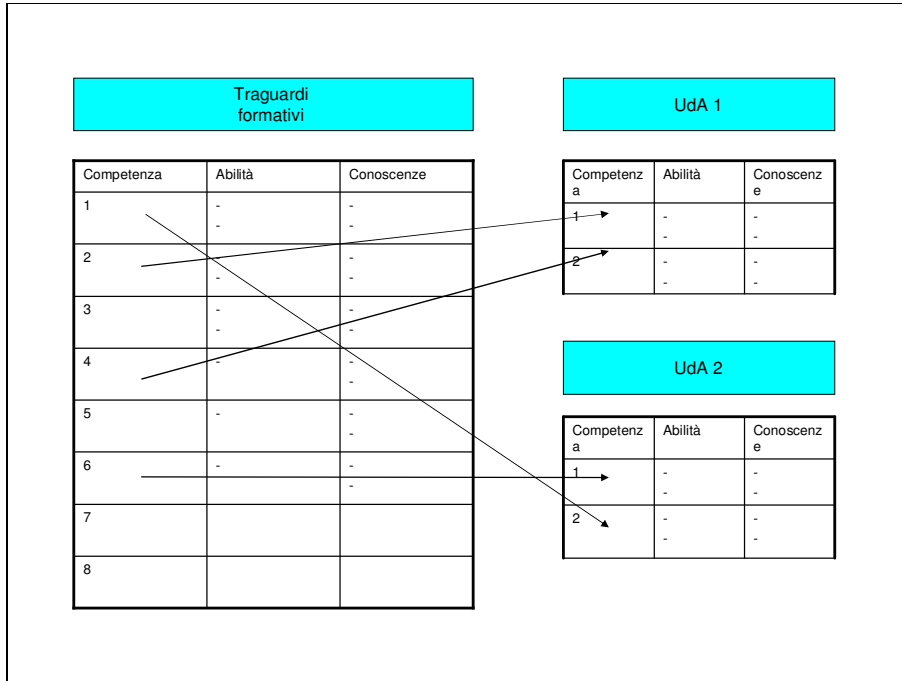 Traguardi
formativi
Competenza Abilità Conoscenze
1 - -
- -
2 - -
- -
3 - -
- -
4 - -
-
5 - -
-
6 - -
-
7
8
UdA 1
Competenz Abilità Conoscenz
a e
1 - -
- -
2 - -
- -
UdA 2
Competenz Abilità Conoscenz
a e
1 - -
- -
2 - -
- -